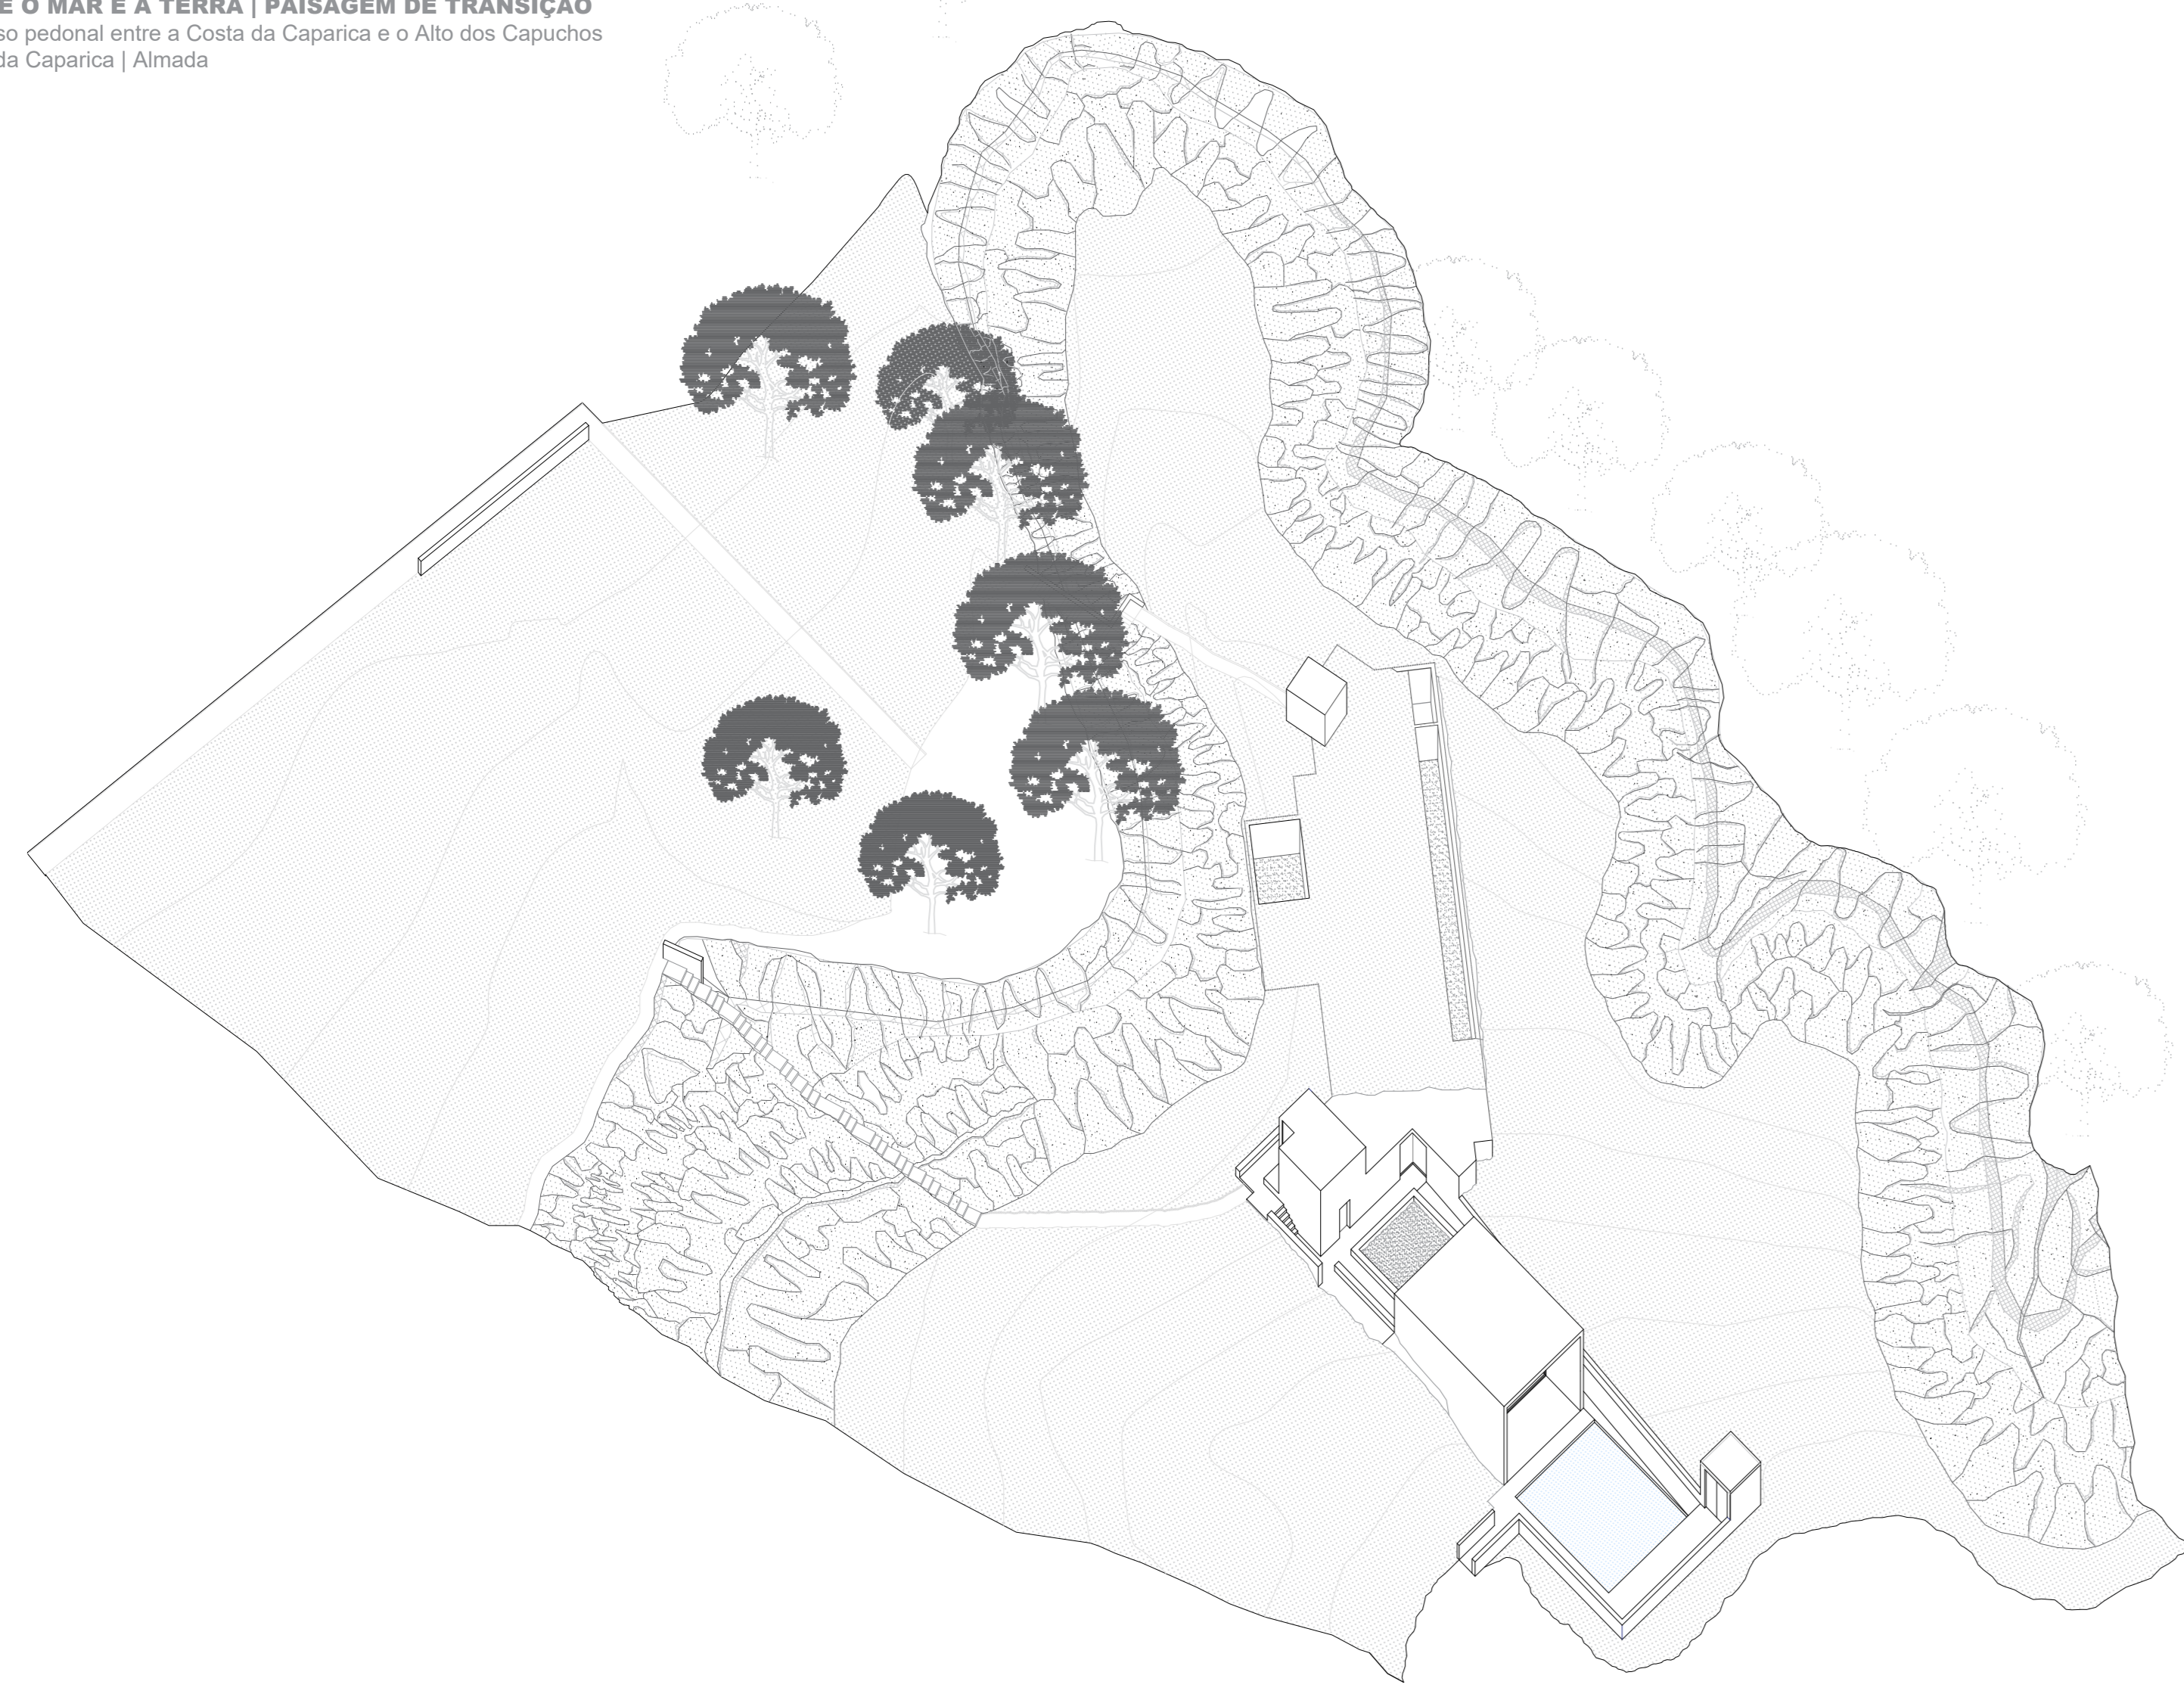 E O MAR E A TERRA | PAISAGEM DE TRANSIÇÃO
so pedonal entre a Costa da Caparica e o Alto dos Capuchos
da Caparica | Almada